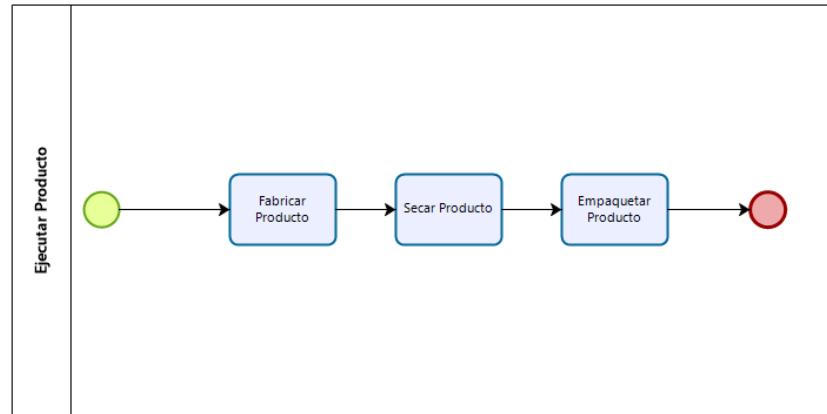 Ejecutar Producto
Fabricar
Producto
Secar Producto
Empaquetar
Producto